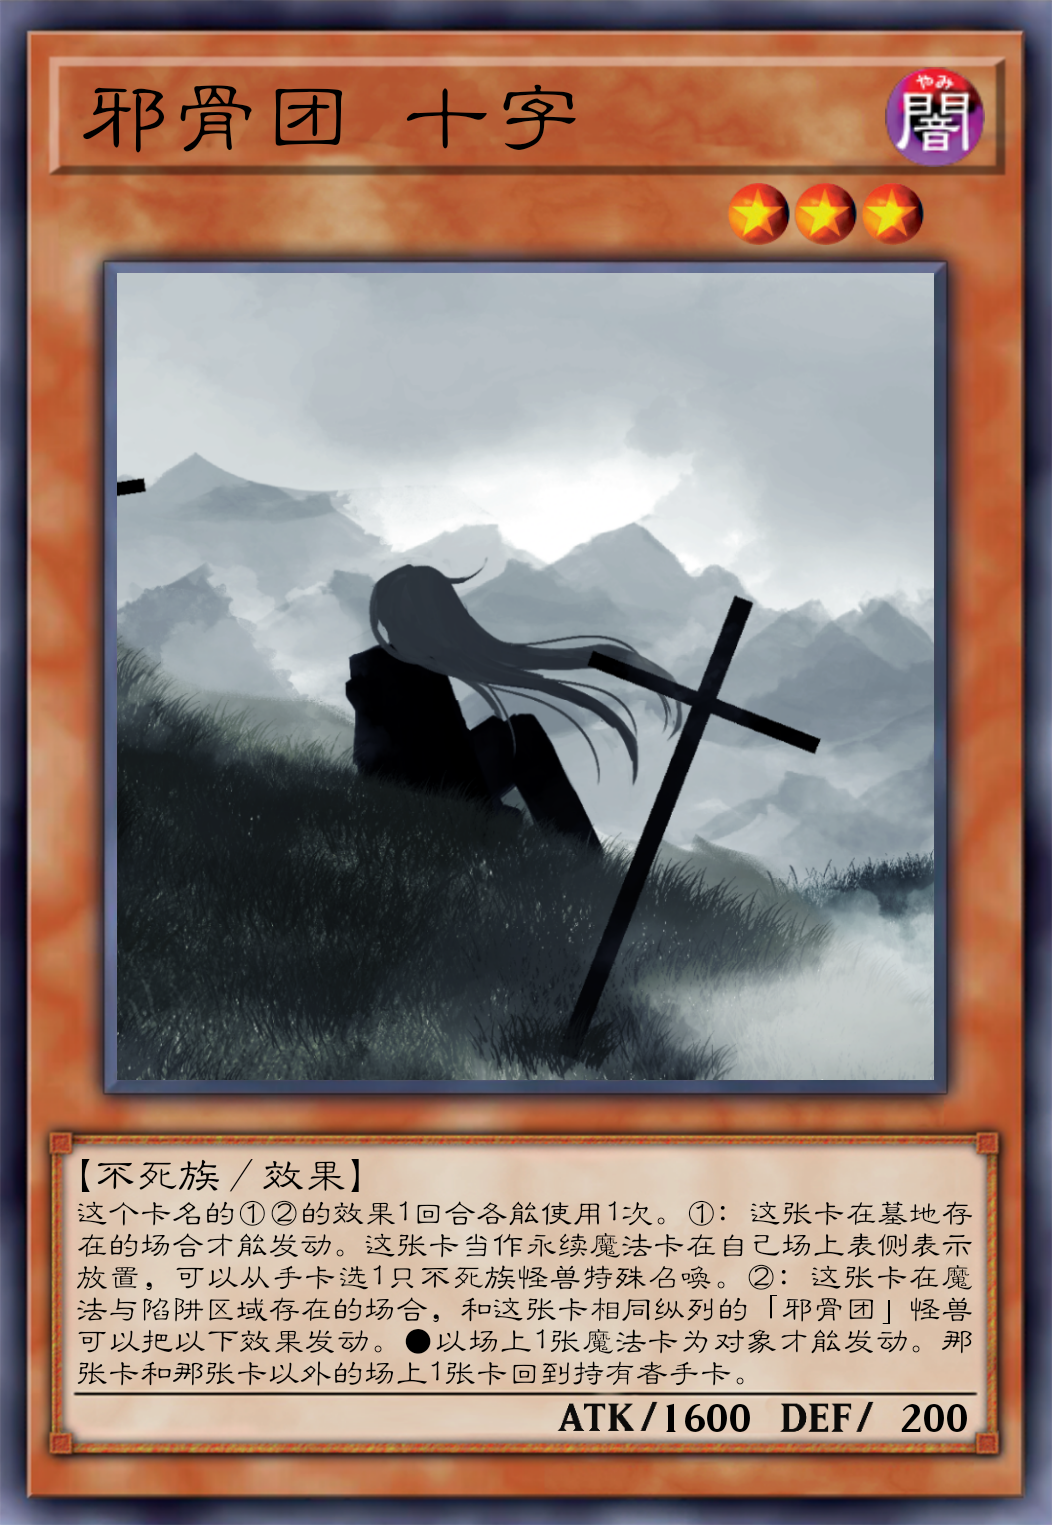 邪骨团 十字
やみ
闇
【不死族／效果】
这个卡名的①②的效果1回合各能使用1次。①：这张卡在墓地存
在的场合才能发动。这张卡当作永续魔法卡在自己场上表侧表示
放置，可以从手卡选1只不死族怪兽特殊召唤。②：这张卡在魔
法与陷阱区域存在的场合，和这张卡相同纵列的「邪骨团」怪兽
可以把以下效果发动。●以场上1张魔法卡为对象才能发动。那
张卡和那张卡以外的场上1张卡回到持有者手卡。
ATK/1600 DEF/ 200